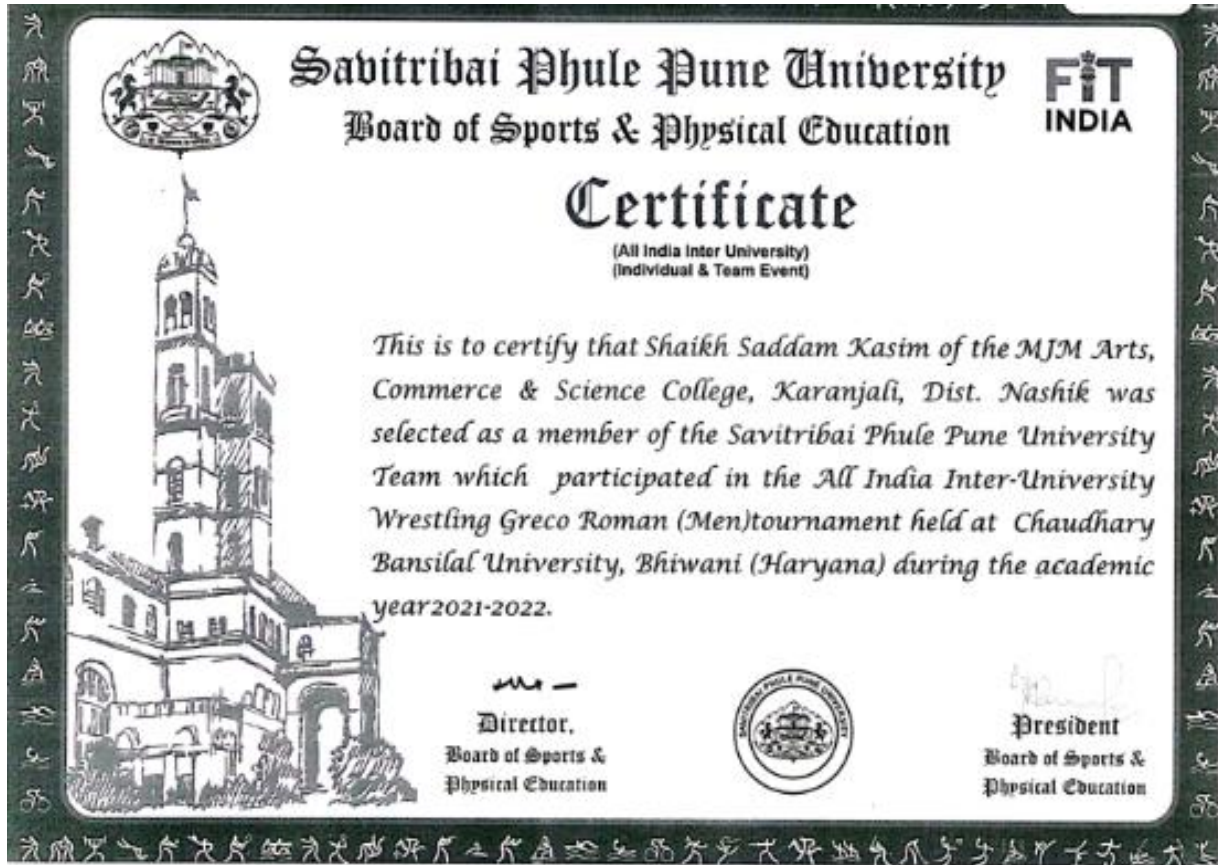 Savitribai Phule Pune University
FIT
INDIA
Board of Sports & Physical Education
Certificate
(All India Inter University)
(Individual & Team Event)
This is to certify that Shaikh Saddam Kasim of the MJM Arts,
Commerce & Science College, Karanjali, Dist. Nashik was
selected as a member of the Savitribai Phule Pune University
Team which participated in the All India Inter-University
Wrestling Greco Roman (Men)tournament held at Chaudhary
Bansilal University, Bhiwani (Haryana) during the academic
year2021-2022.
Director,
Board of Sports &
Physical Education
SAVITRIBAI PHULE PUNE UNIVERSITY
President
Board of Sports &
Physical Education